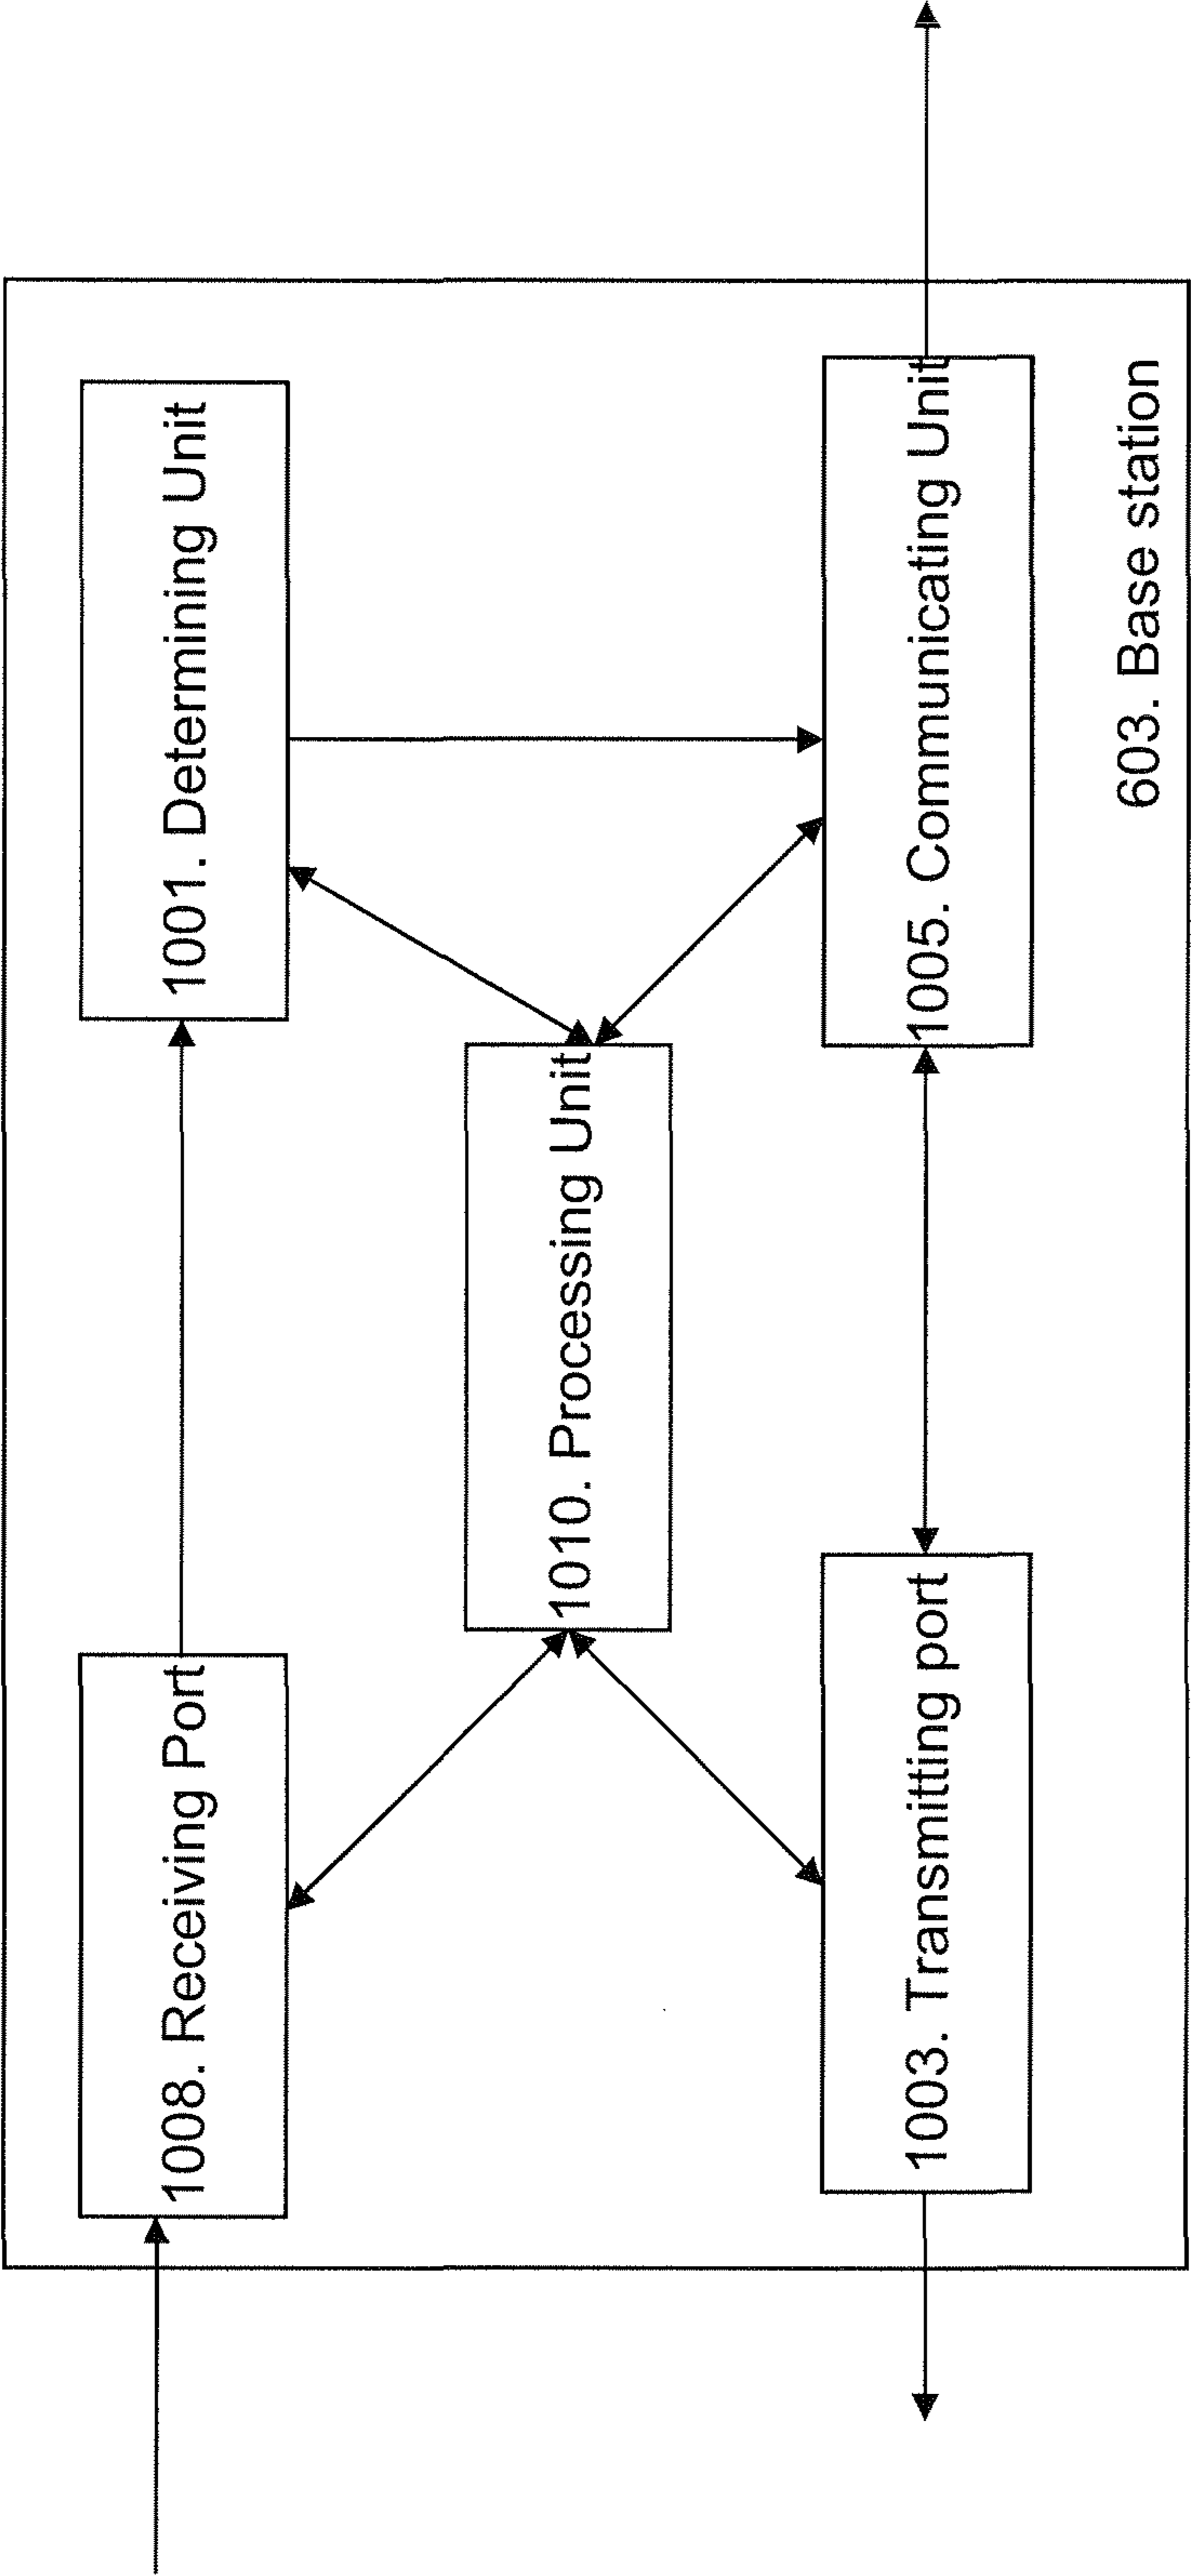 1008. Receiving Port
1001. Determining Unit
1010. Processing Unit
1003. Transmitting port
1005. Communicating Unit
603. Base station